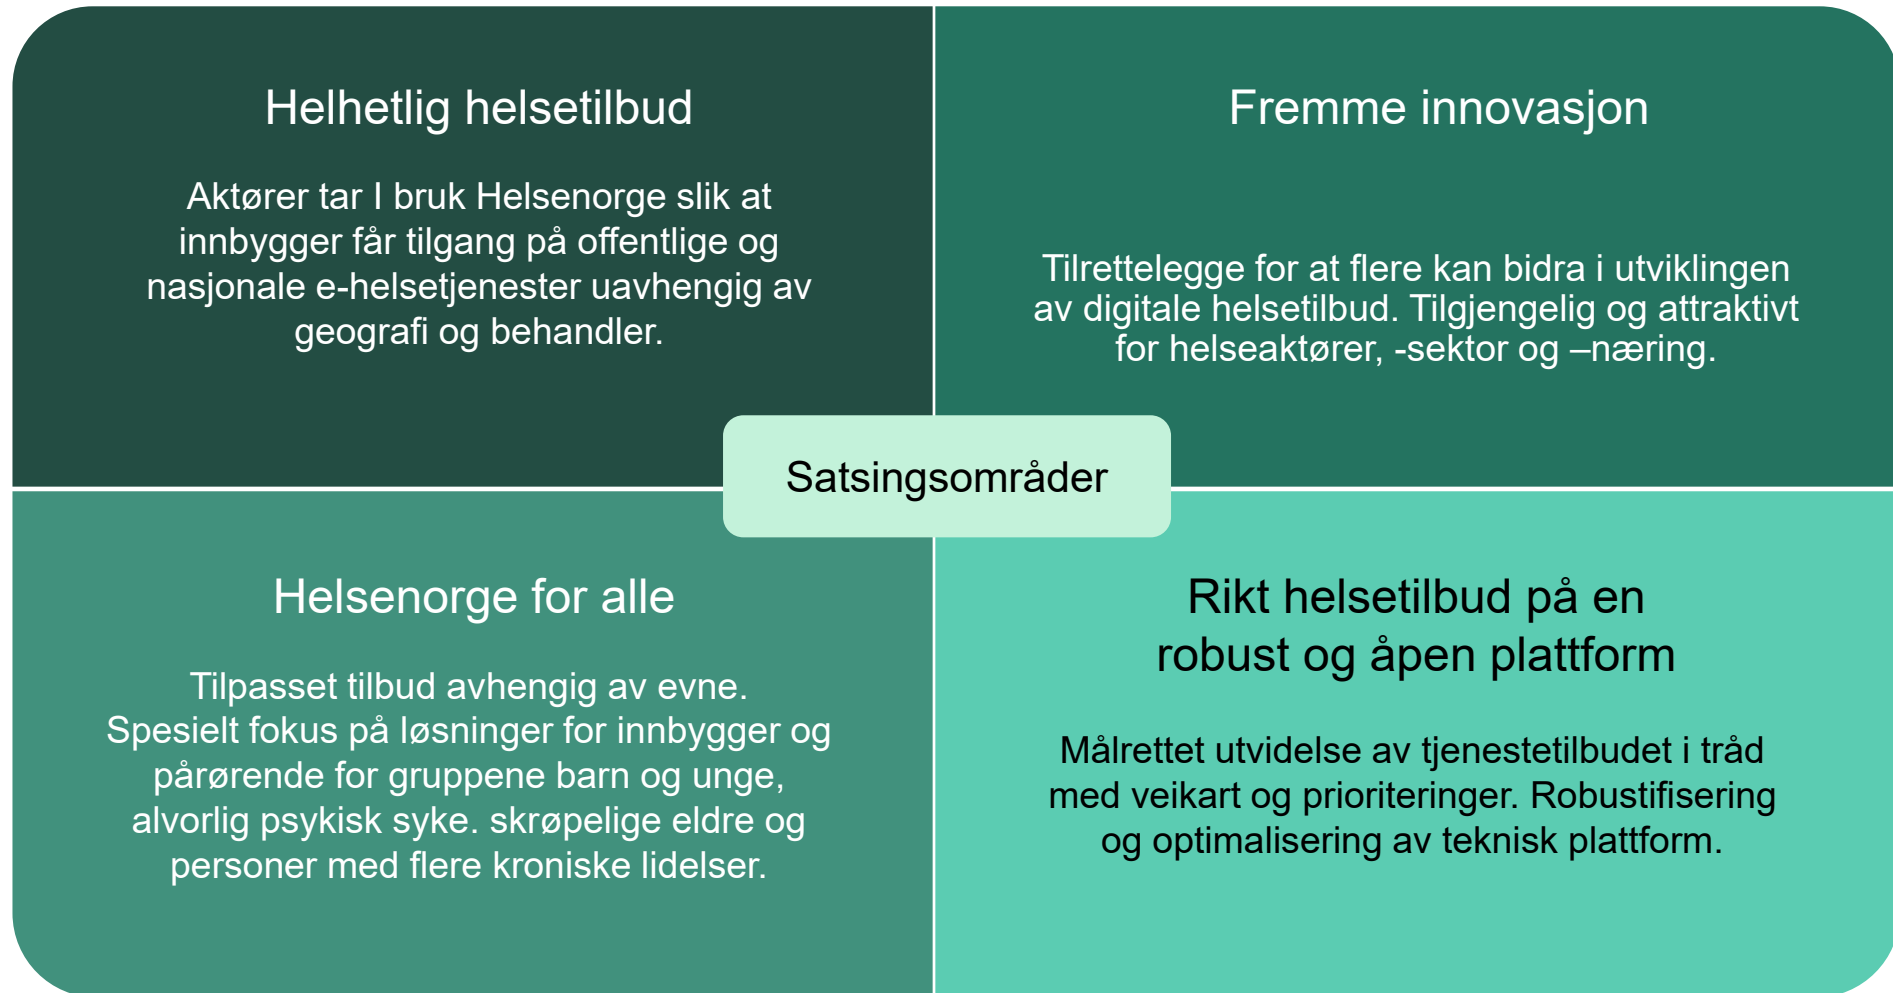 Helhetlig helsetilbud
Aktører tar I bruk Helsenorge slik at
innbygger får tilgang på offentlige og
nasjonale e-helsetjenester uavhengig av
geografi og behandler.
Fremme innovasjon
Tilrettelegge for at flere kan bidra i utviklingen
av digitale helsetilbud. Tilgjengelig og attraktivt
for helseaktører, -sektor og –næring.
Satsingsområder
Helsenorge for alle
Tilpasset tilbud avhengig av evne.
Spesielt fokus på løsninger for innbygger og
pårørende for gruppene barn og unge,
alvorlig psykisk syke. skrøpelige eldre og
personer med flere kroniske lidelser.
Rikt helsetilbud på en
robust og åpen plattform
Målrettet utvidelse av tjenestetilbudet i tråd
med veikart og prioriteringer. Robustifisering
og optimalisering av teknisk plattform.